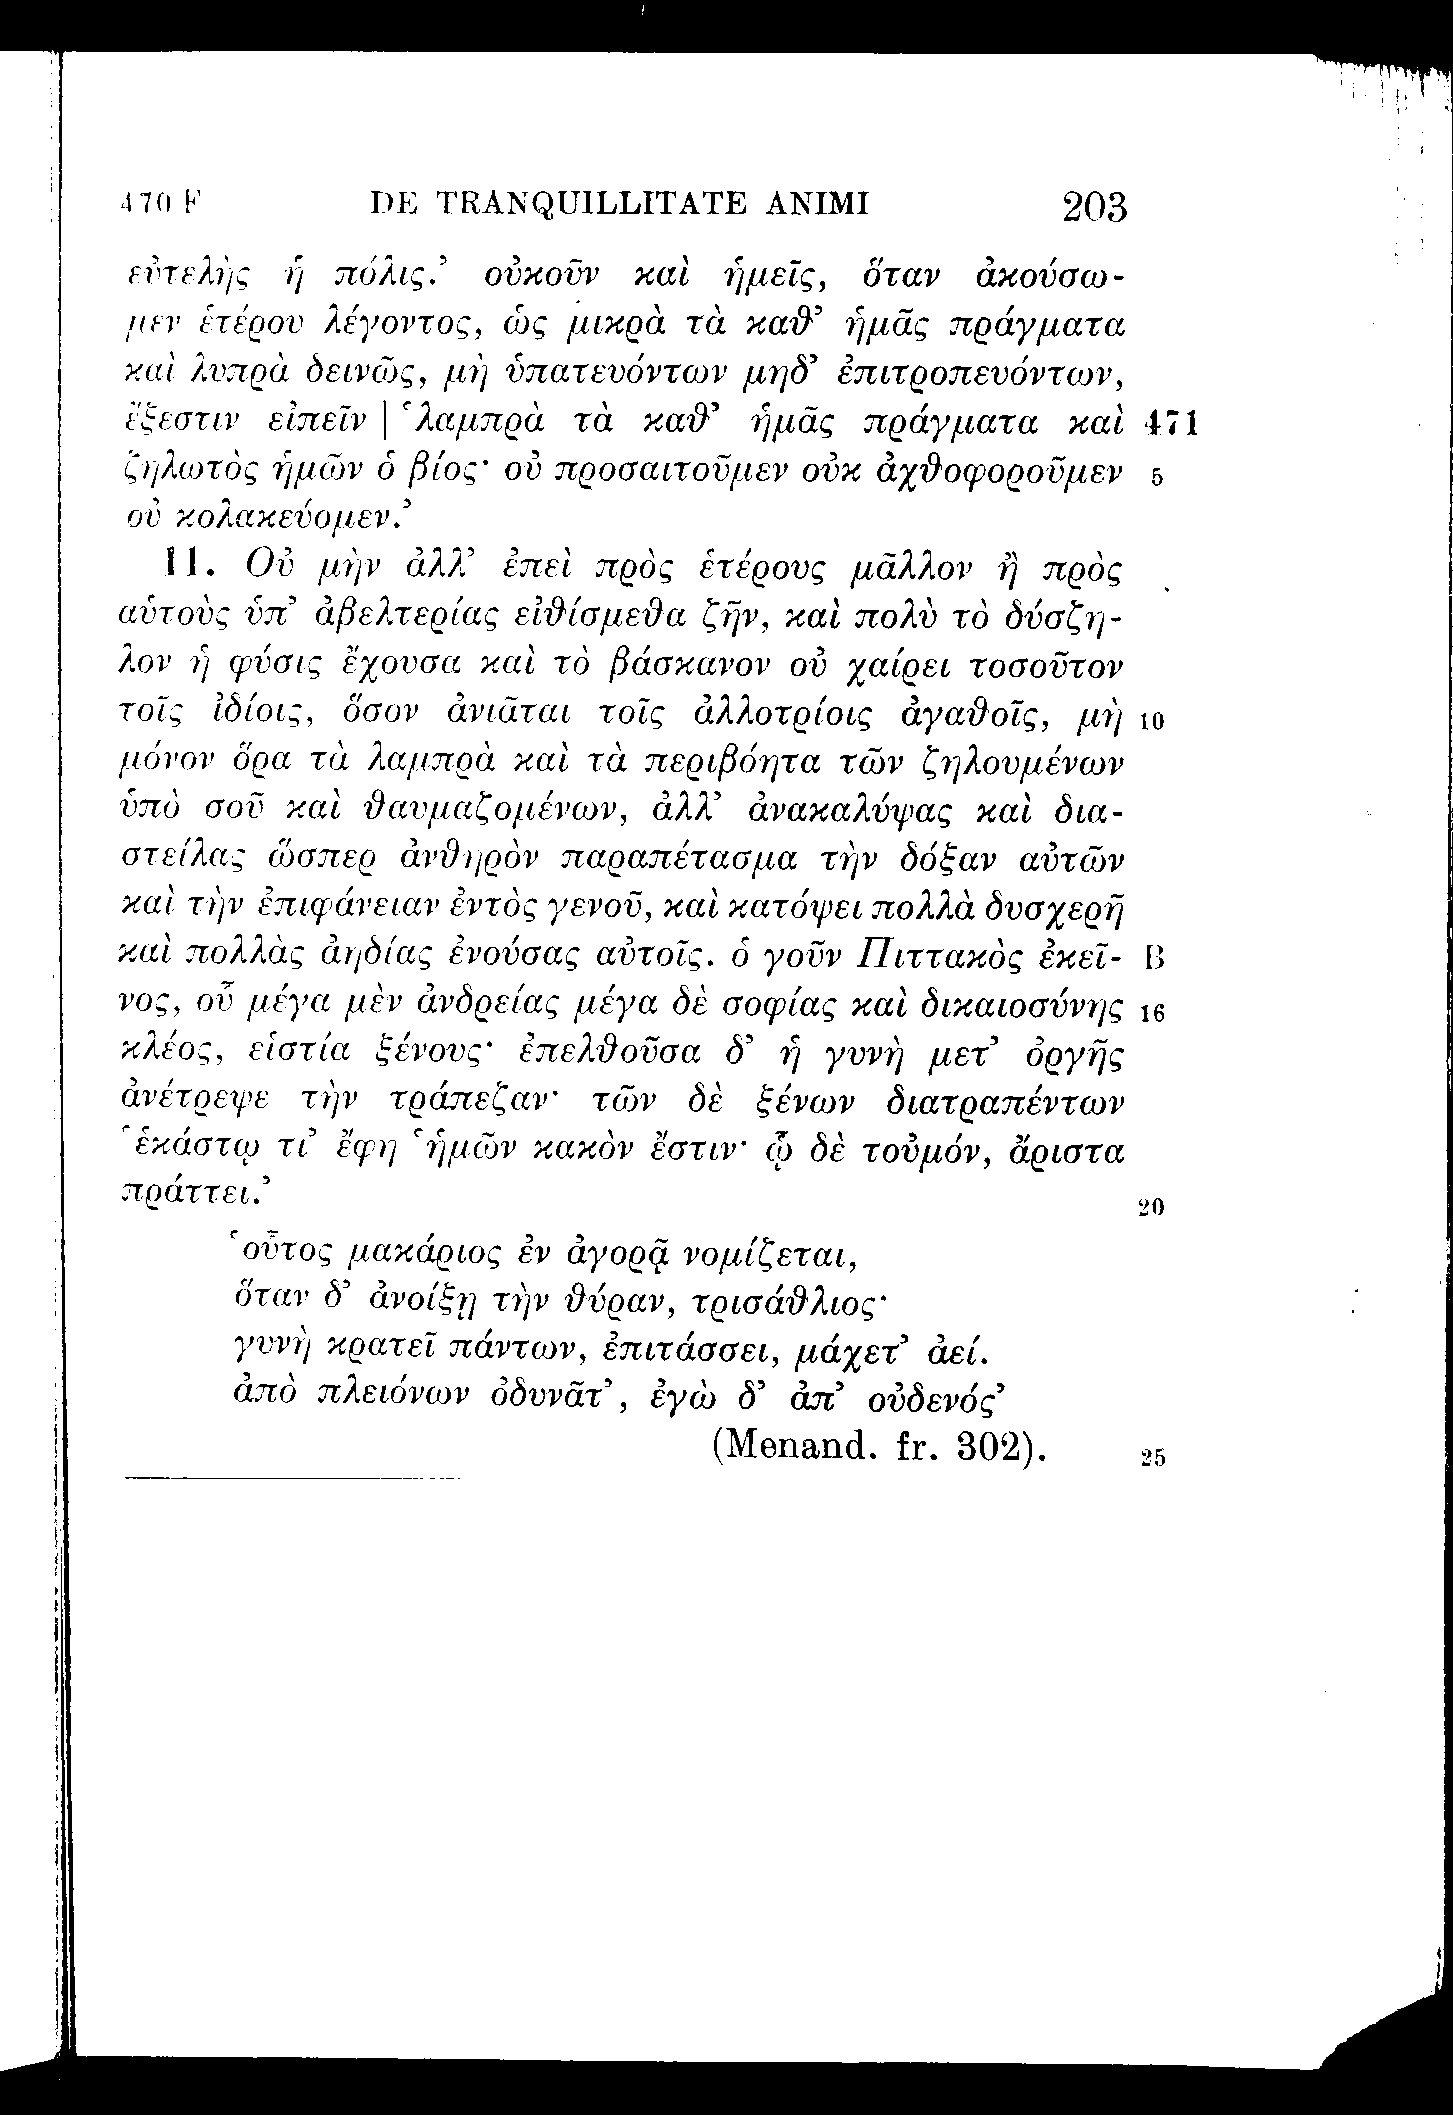 470 F DE TRANQUILLITATE ANIMI 203
εὐτελὴς ἡ πόλις.’ οὐκοῦν καὶ ἡμεῖς, ὅταν ἀκούσω-
μεν ἑτέρου λέγοντος, ὡς μικρὰ τὰ καθ’ ἡμᾶς πράγματα
καὶ λυπρὰ δεινῶς, μὴ ὑπατευόντων μηδ’ ἐπιτροπευόντων,
ἔξεστιν εἰπεῖν | ‘λαμπρὰ τὰ καθ’ ἡμᾶς πράγματα καὶ 471
ζηλωτὸς ἡμῶν ὁ βίος· οὐ προσαιτοῦμεν οὐκ ἀχθοφοροῦμεν 5
οὐ κολακεύομεν.’
11. Οὐ μὴν ἀλλ’ ἐπεὶ πρὸς ἑτέρους μᾶλλον ἢ πρὸς
αὑτοὺς ὑπ’ ἀβελτερίας εἰθίσμεθα ζῆν, καὶ πολὺ τὸ δύσζη-
λον ἡ φύσις ἔχουσα καὶ τὸ βάσκανον οὐ χαίρει τοσοῦτον
τοῖς ἰδίοις, ὅσον ἀνιᾶται τοῖς ἀλλοτρίοις ἀγαθοῖς, μὴ 10
μόνον ὅρα τὰ λαμπρὰ καὶ τὰ περιβόητα τῶν ζηλουμένων
ὑπὸ σοῦ καὶ θαυμαζομένων, ἀλλ’ ἀνακαλύψας καὶ δια-
στείλας ὥσπερ ἀνθηρὸν παραπέτασμα τὴν δόξαν αὐτῶν
καὶ τὴν ἐπιφάνειαν ἐντὸς γενοῦ, καὶ κατόψει πολλὰ δυσχερῆ
καὶ πολλὰς ἀηδίας ἐνούσας αὐτοῖς. ὁ γοῦν Πιττακὸς ἐκεῖ- B
νος, οὗ μέγα μὲν ἀνδρείας μέγα δὲ σοφίας καὶ δικαιοσύνης 16
κλέος, εἱστία ξένους· ἐπελθοῦσα δ’ ἡ γυνὴ μετ’ ὀργῆς
ἀνέτρεψε τὴν τράπεζαν· τῶν δὲ ξένων διατραπέντων
‘ἑκάστῳ τι’ ἔφη ‘ἡμῶν κακὸν ἔστιν· ᾧ δὲ τοὐμόν, ἄριστα
πράττει.’ 20
‘οὗτος μακάριος ἐν ἀγορᾷ νομίζεται,
ὅταν δ’ ἀνοίξῃ τὴν θύραν, τρισάθλιος·
γυνὴ κρατεῖ πάντων, ἐπιτάσσει, μάχετ’ ἀεί.
ἀπὸ πλειόνων ὀδυνᾶτ’, ἐγὼ δ’ ἀπ’ οὐδενός’
(Menand. fr. 302). 25